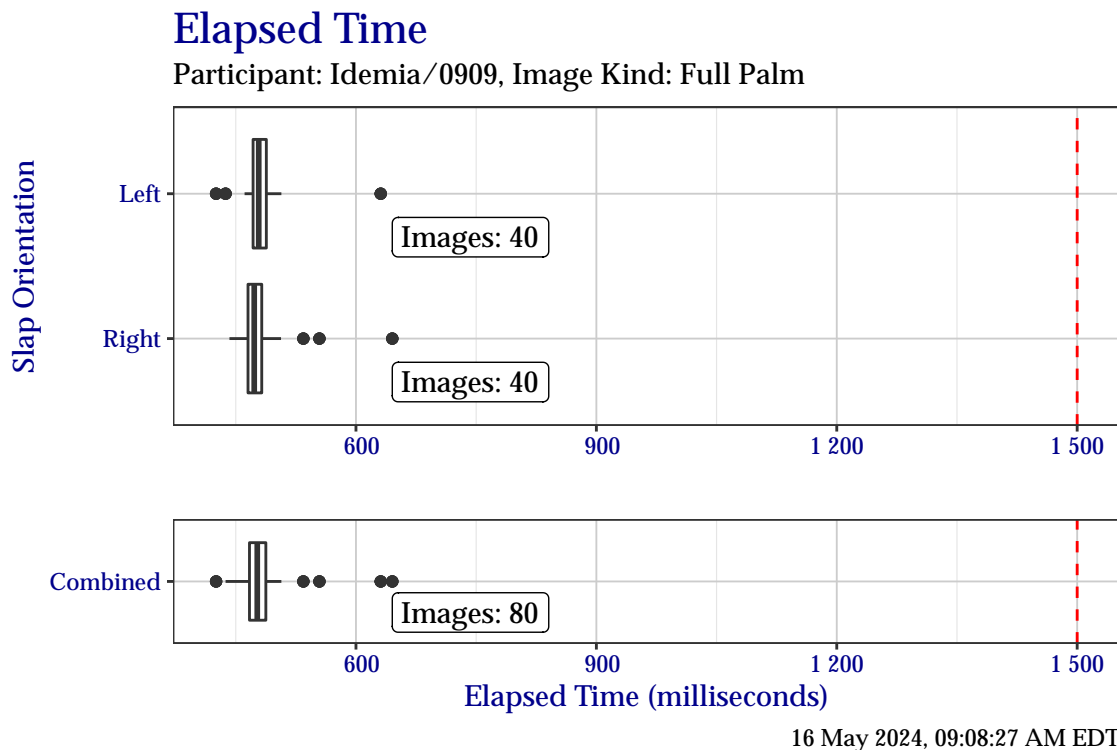 Elapsed Time
Participant: Idemia/0909, Image Kind: Full Palm
Slap Orientation
Left
Images: 40
Right
Images: 40
600 900 1 200 1 500
Combined
Images: 80
600 900 1 200 1 500
Elapsed Time (milliseconds)
16 May 2024, 09:08:27 AM EDT